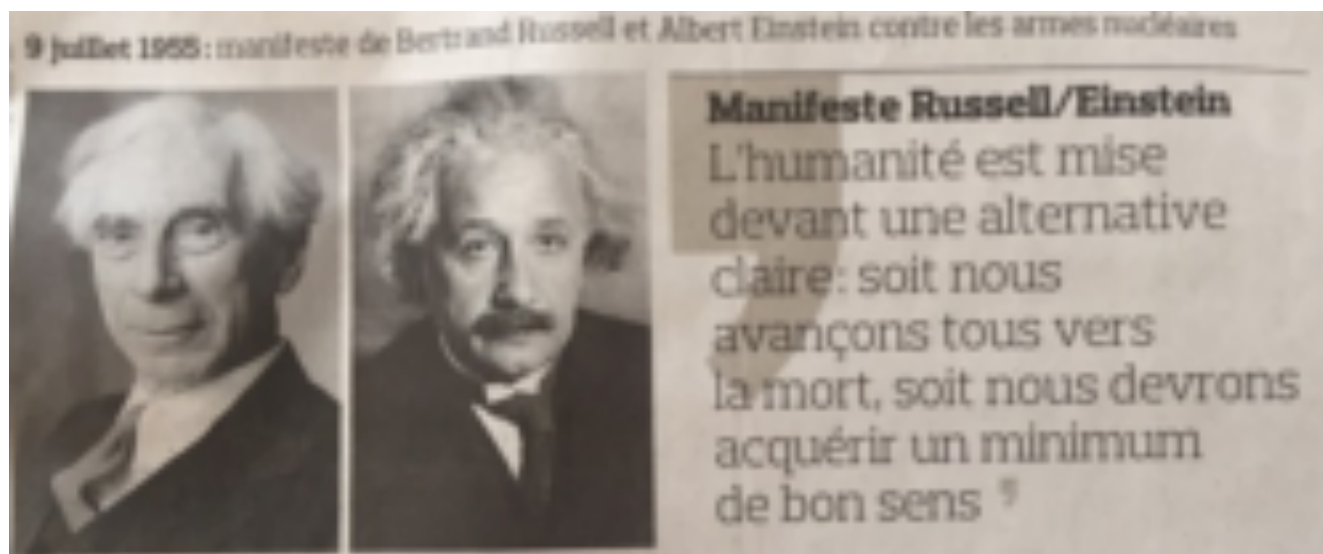 9 juillet 1955 : manifeste de Bertrand Russell et Albert Einstein contre les armes nucléaires
Manifeste Russell/Einstein
L'humanité est mise
devant une alternative
claire : soit nous
avançons tous vers
la mort, soit nous devrons
acquérir un minimum
de bon sens